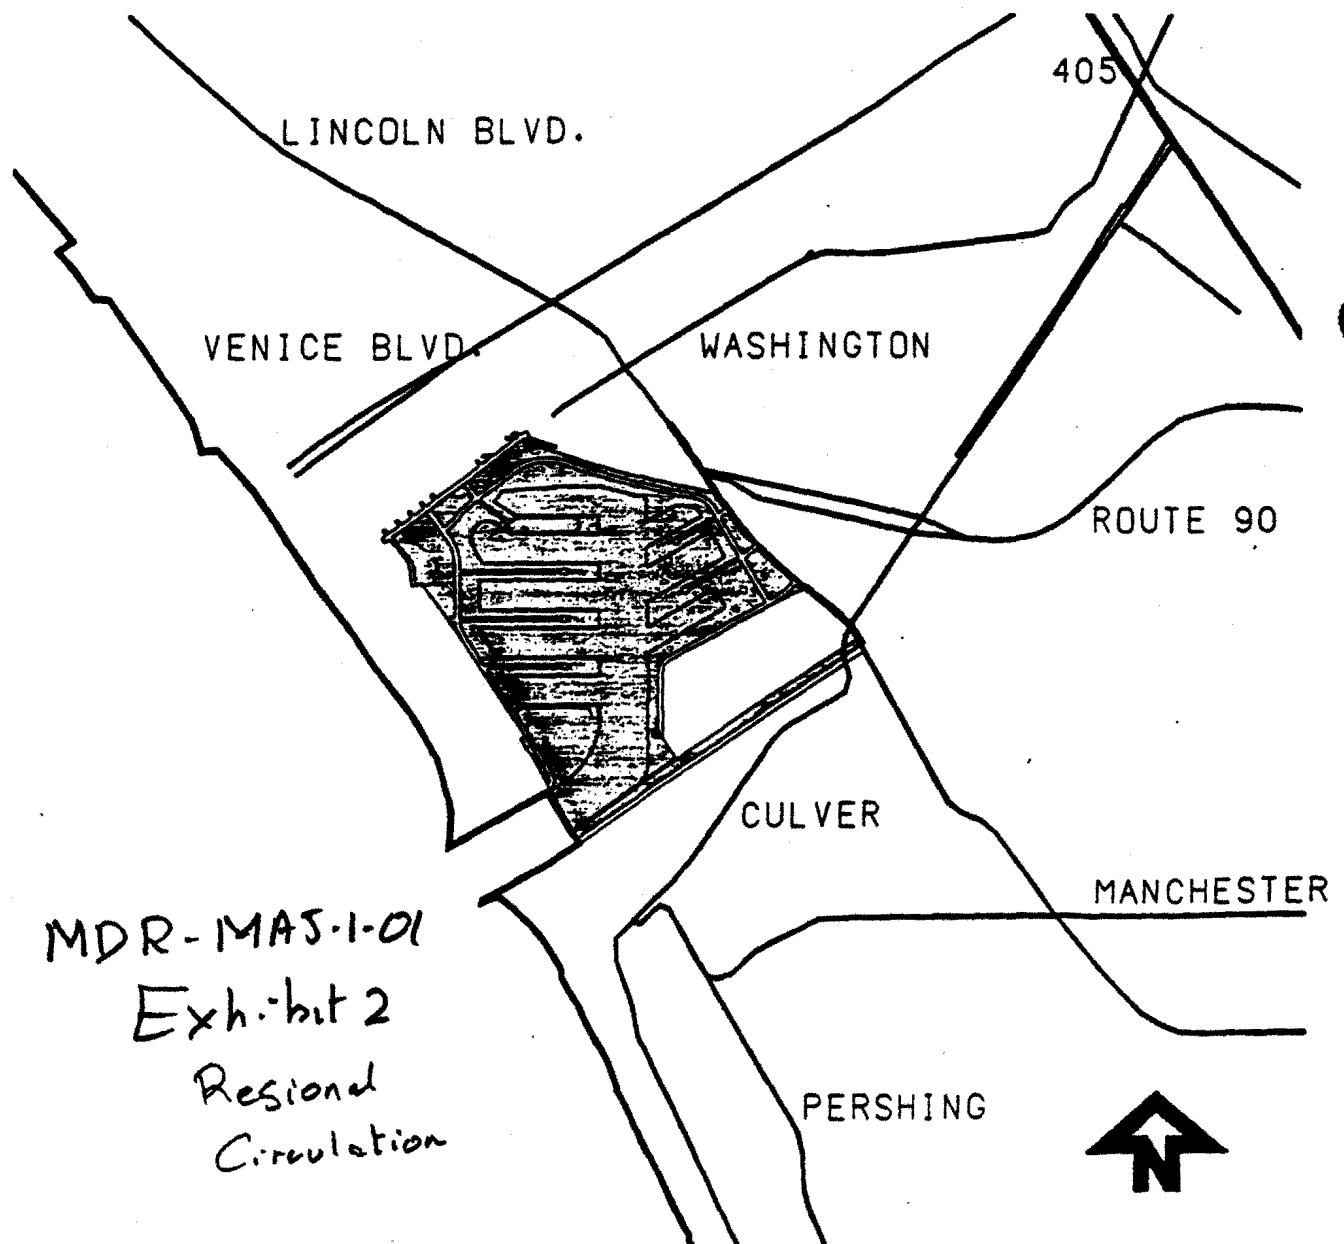 405
LINCOLN BLVD.
VENICE BLVD.
WASHINGTON
ROUTE 90
CULVER
MANCHESTER
MDR-MAJ-1-01
Exhibit 2
Regional
Circulation
PERSHING
N